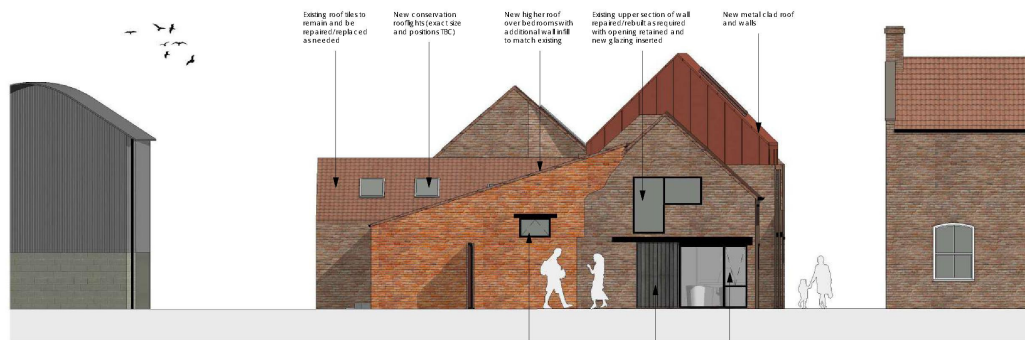 Existing roof tiles to
remain and be
repaired/replaced
as needed
New conservation
rooflights (exact size
and positions TBC)
New higher roof
over bedrooms with
additional wall infill
to match existing
Existing upper section of wall
repaired/rebuilt as required
with opening retained and
new glazing inserted
New metal clad roof
and walls